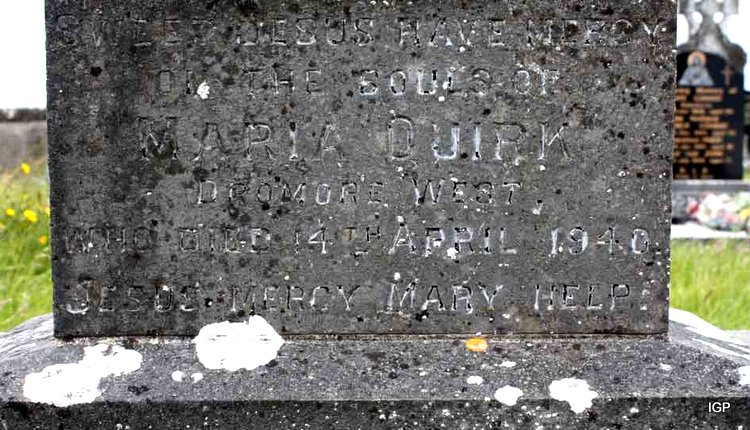 SWEET JESUS HAVE MERCY
ON THE SOULS OF
MARIA QUIRK
DROMORE WEST,
WHO DIED 14TH APRIL 1940.
JESUS MERCY MARY HELP.
IGP